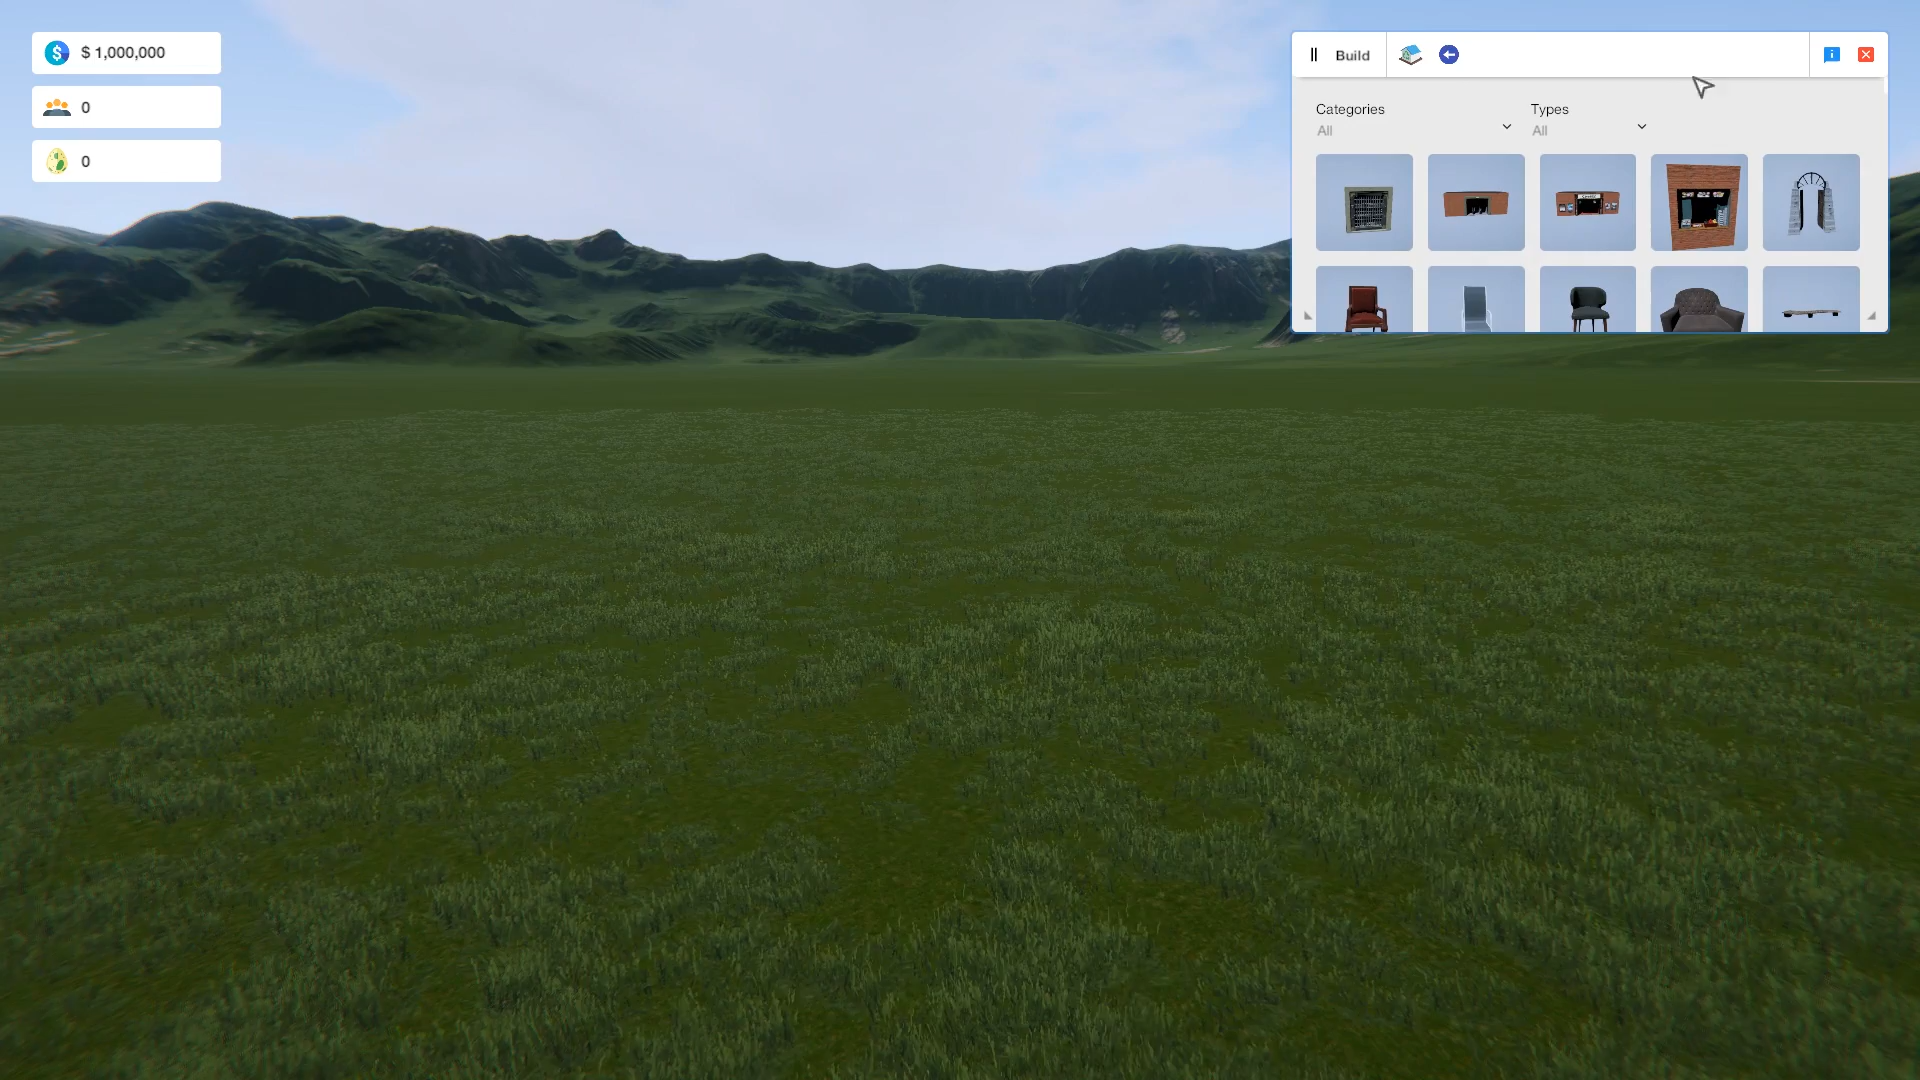 $ 1,000,000
0
0
Build
Categories
All
Types
All